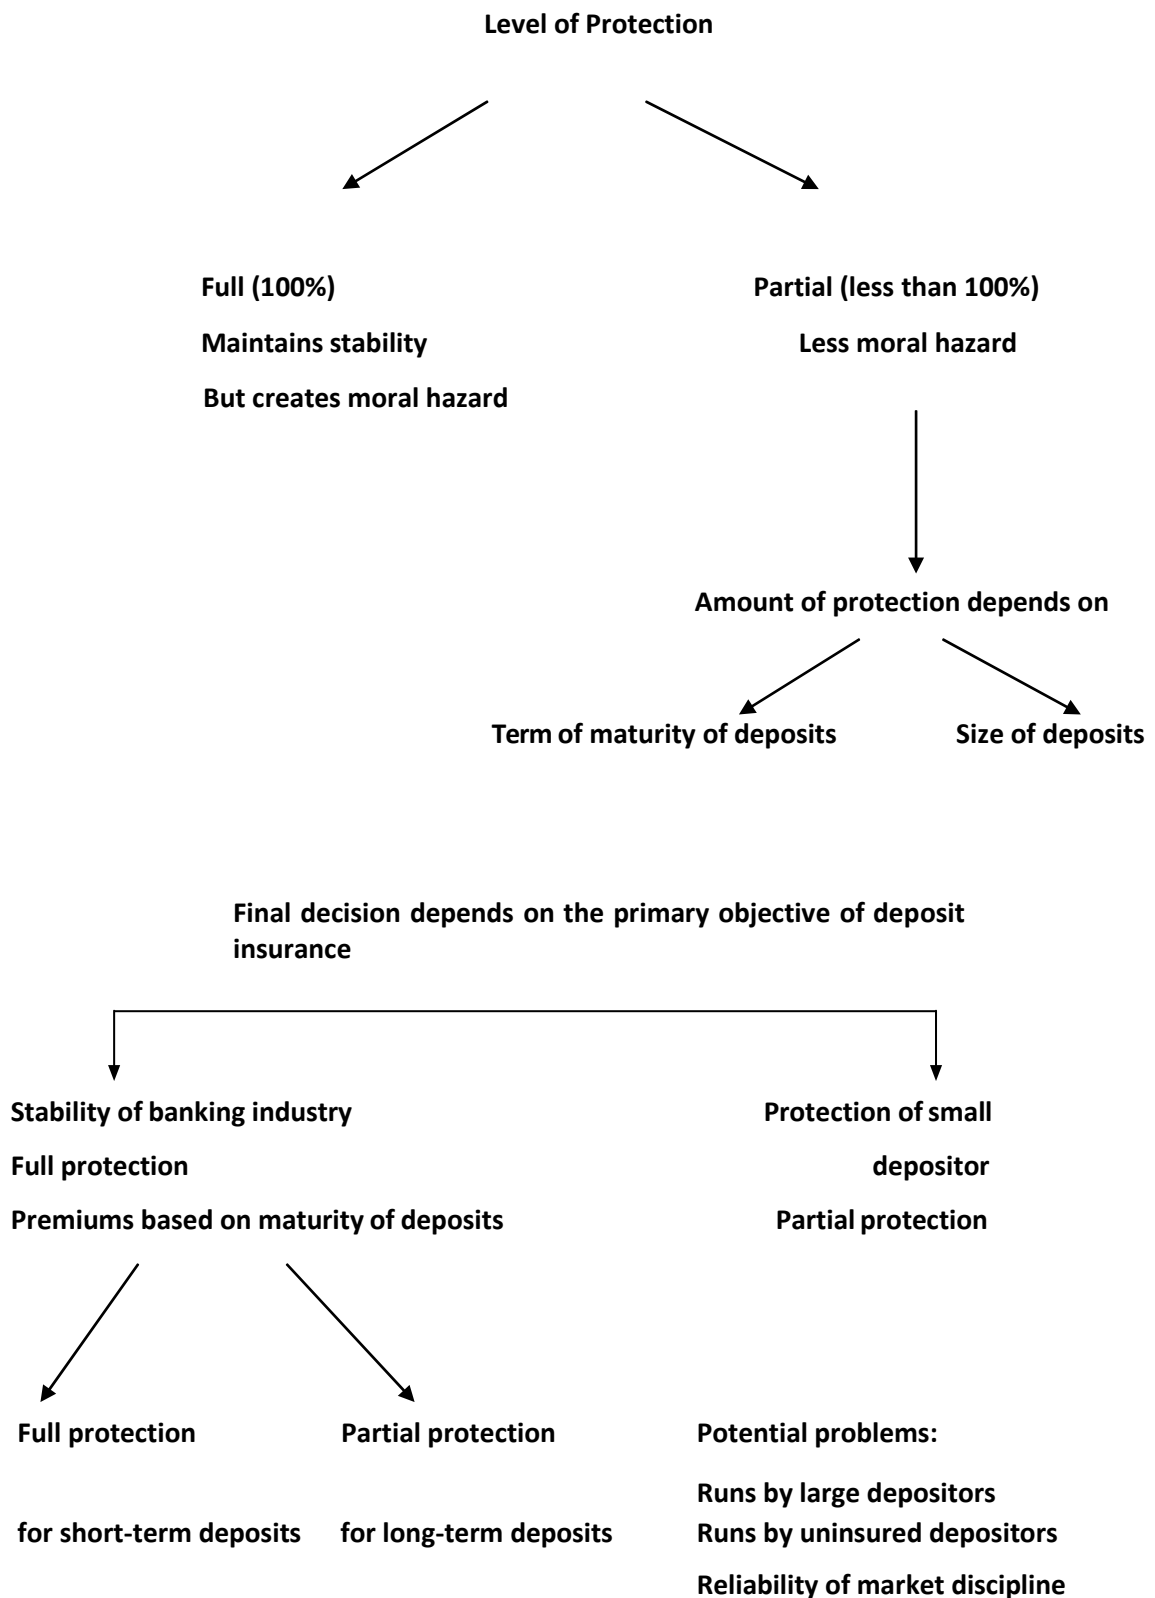 Level of Protection
Full (100%)
Maintains stability
But creates moral hazard
Partial (less than 100%)
Less moral hazard
Amount of protection depends on
Term of maturity of deposits
Size of deposits
Final decision depends on the primary objective of deposit
insurance
Stability of banking industry
Full protection
Premiums based on maturity of deposits
Protection of small
depositor
Partial protection
Full protection
for short-term deposits
Partial protection
for long-term deposits
Potential problems:
Runs by large depositors
Runs by uninsured depositors
Reliability of market discipline